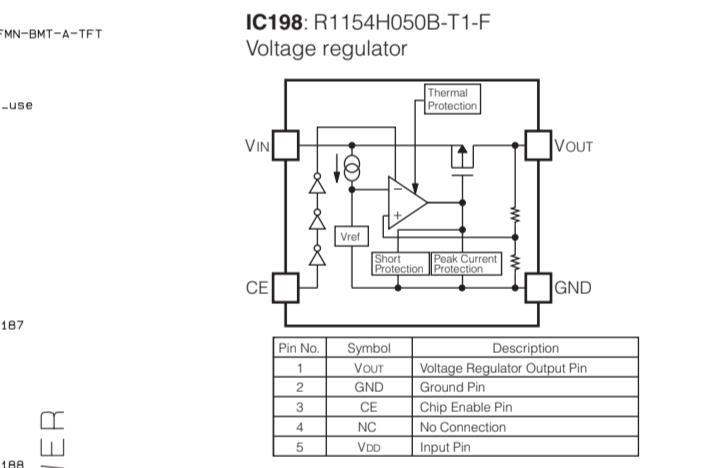 FMN-BMT-A-TFT
_use
187
188
IC198: R1154H050B-T1-F
Voltage regulator
Thermal
Protection
VIN
VOUT
−
+
Vref
Short
Protection
Peak Current
Protection
CE
GND
Pin No. Symbol Description
1 VOUT Voltage Regulator Output Pin
2 GND Ground Pin
3 CE Chip Enable Pin
4 NC No Connection
5 VDD Input Pin